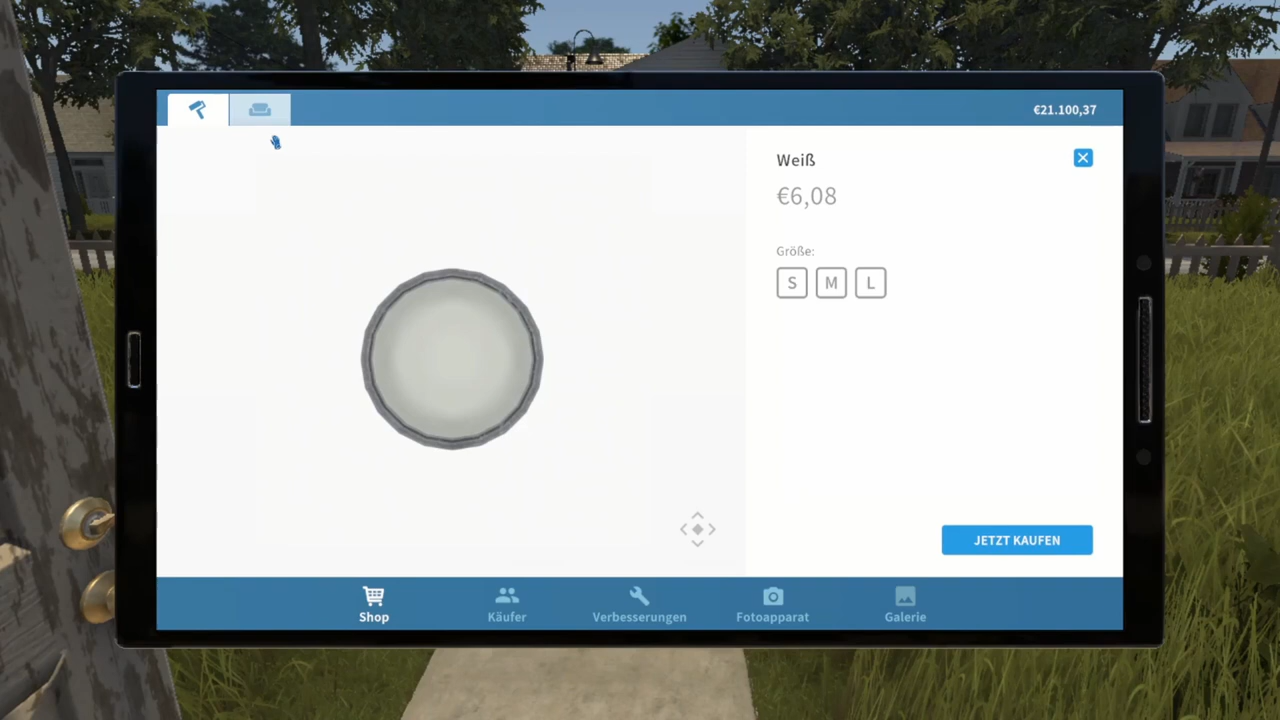 €21.100,37
Weiß
€6,08
Größe:
S M L
JETZT KAUFEN
Shop Käufer Verbesserungen Fotoapparat Galerie